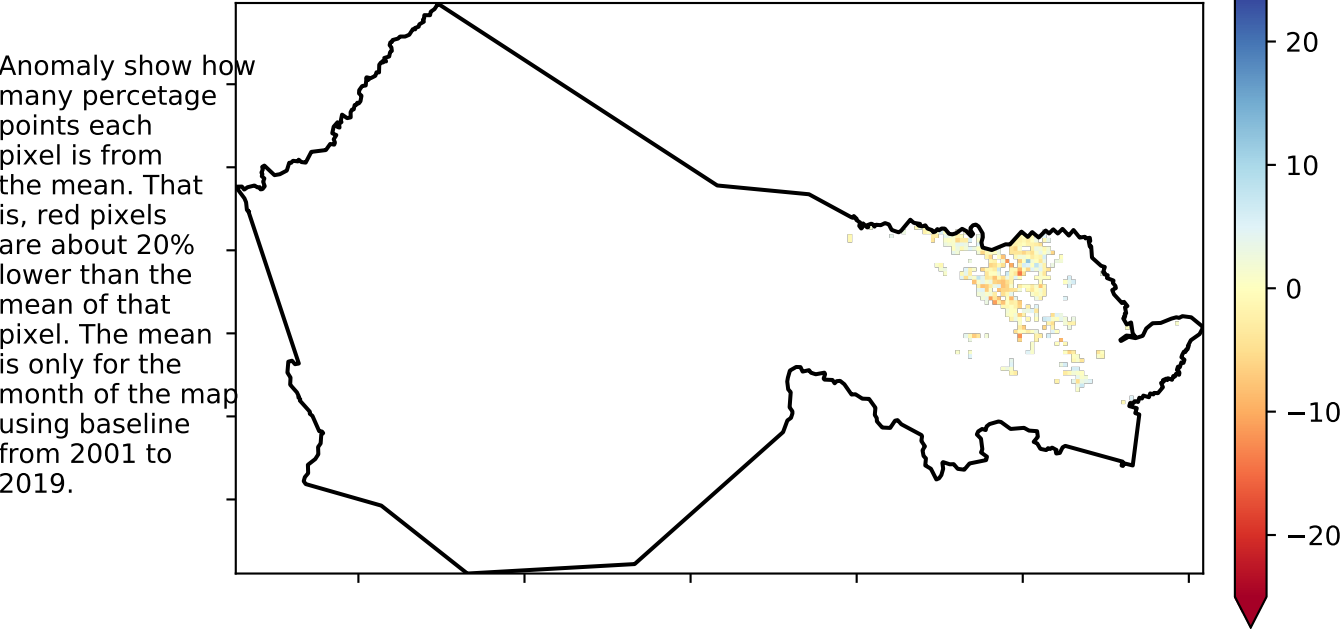 Anomaly show how
many percetage
points each
pixel is from
the mean. That
is, red pixels
are about 20%
lower than the
mean of that
pixel. The mean
is only for the
month of the map
using baseline
from 2001 to
2019.
20
10
0
−10
−20